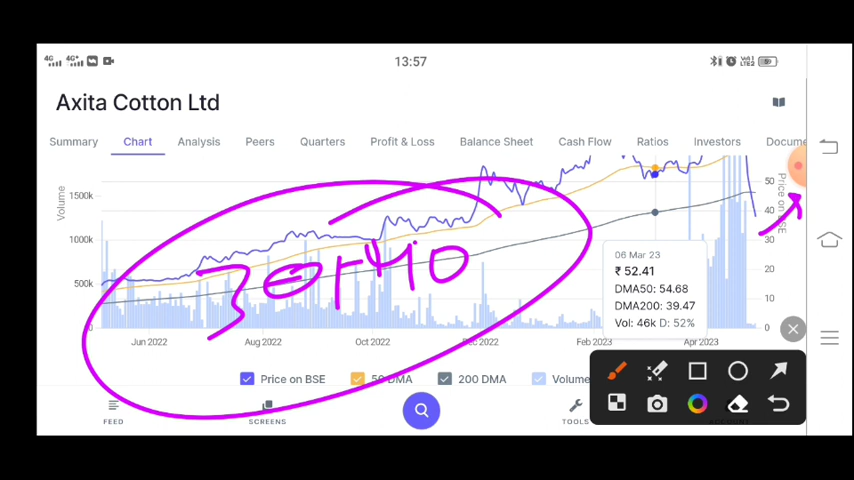 4G 4G+
13:57
VoLTE LTE2
Axita Cotton Ltd
Summary Chart Analysis Peers Quarters Profit & Loss Balance Sheet Cash Flow Ratios Investors Docume
Volume
1500k
1000k
500k
50
40
30
20
10
0
Price on BSE
06 Mar 23
₹ 52.41
DMA50: 54.68
DMA200: 39.47
Vol: 46k D: 52%
Jun 2022 Aug 2022 Oct 2022 Dec 2022 Feb 2023 Apr 2023
Price on BSE 50 DMA 200 DMA Volume
FEED SCREENS TOOLS